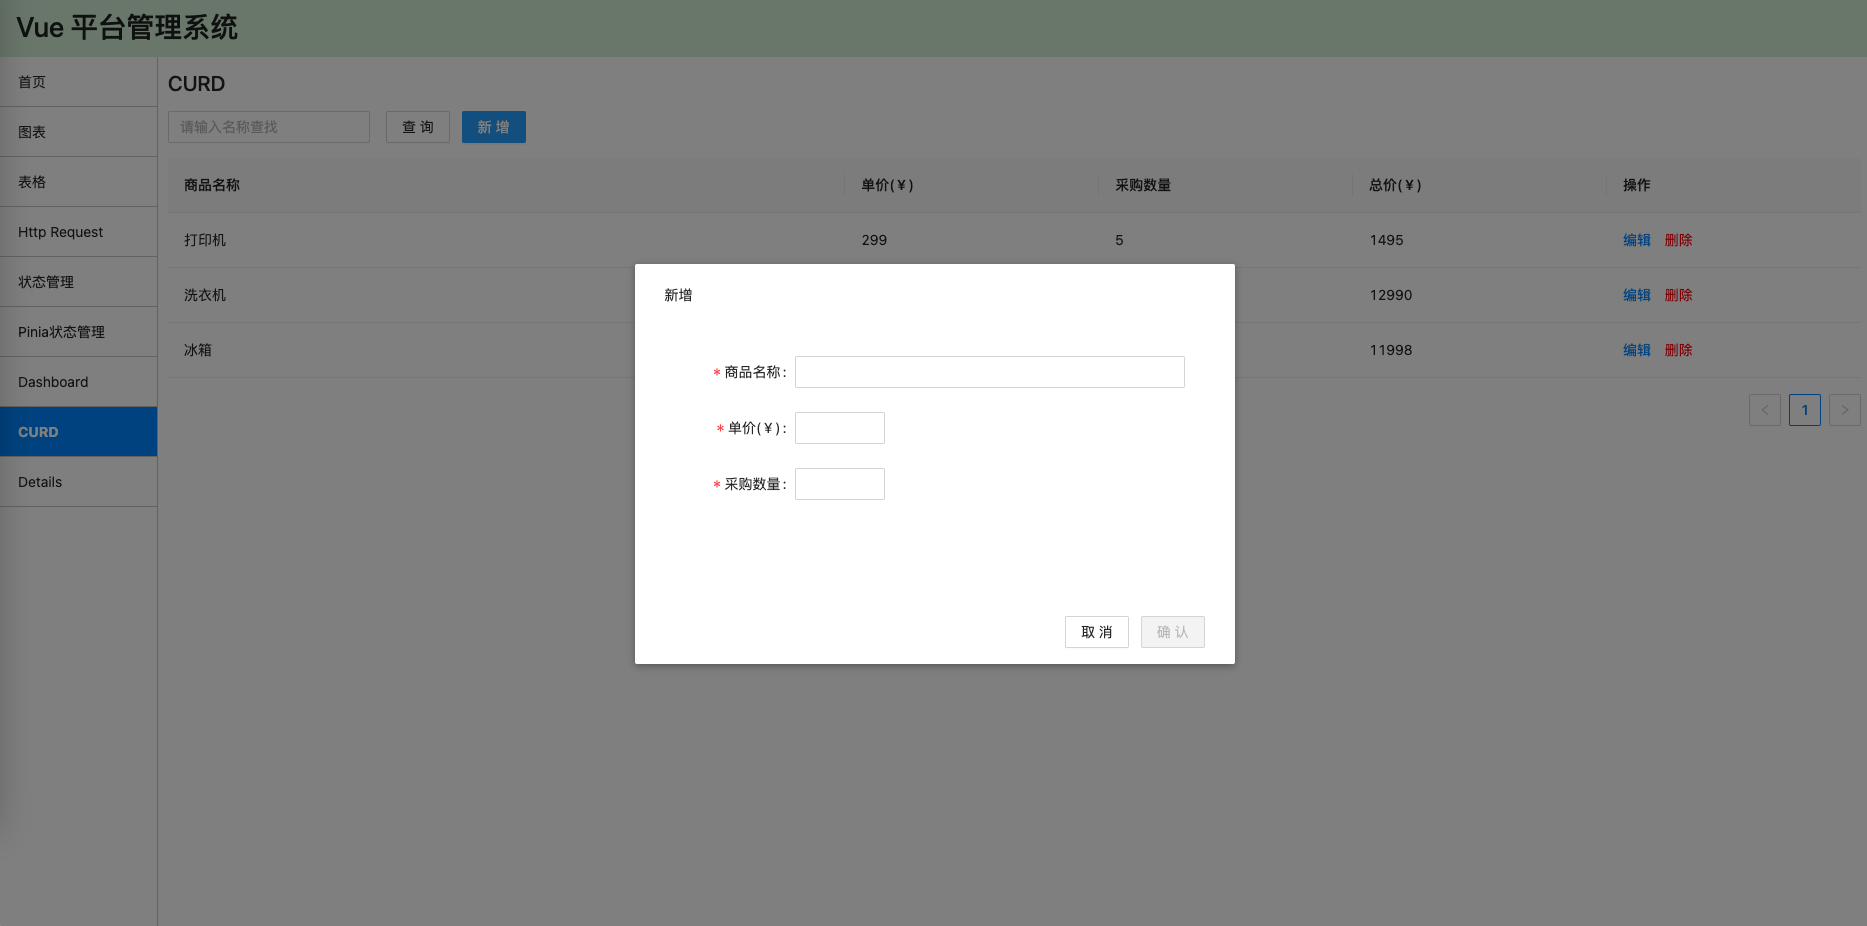 Vue 平台管理系统
首页
图表
表格
Http Request
状态管理
Pinia状态管理
Dashboard
CURD
Details
CURD
请输入名称查找 查 询 新 增
商品名称 单价(¥) 采购数量 总价(¥) 操作
打印机 299 5 1495 编辑 删除
洗衣机 12990 编辑 删除
冰箱 11998 编辑 删除
< 1 >
新增
* 商品名称:
* 单价(¥):
* 采购数量:
取 消 确 认